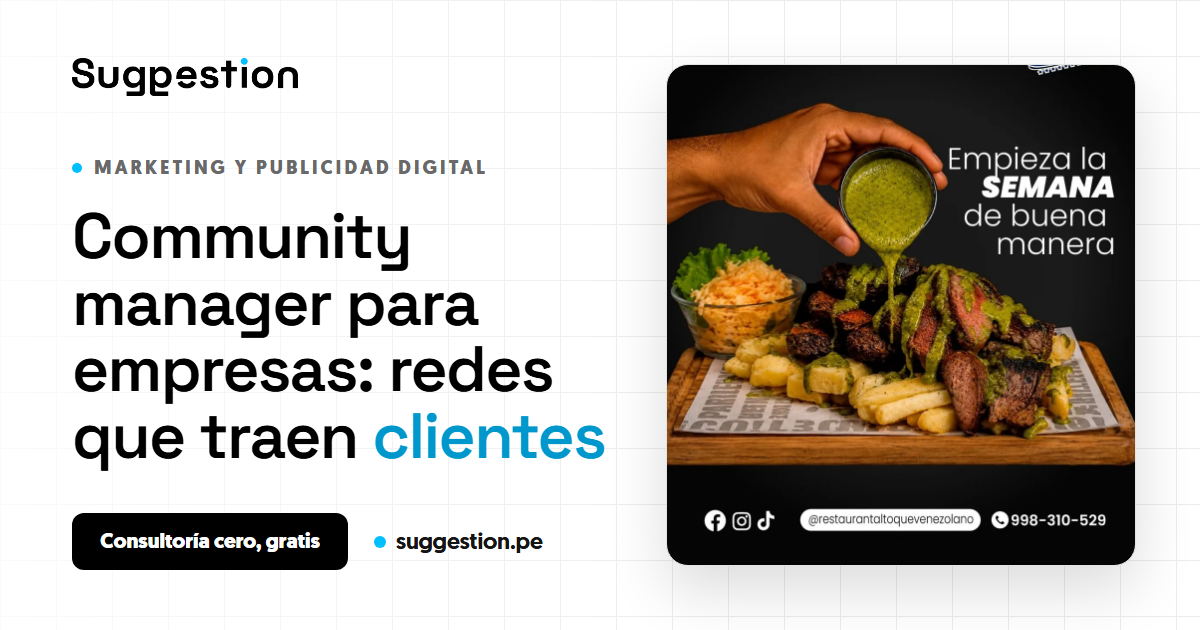 Suggestion
MARKETING Y PUBLICIDAD DIGITAL
Community
manager para
empresas: redes
que traen clientes
Consultoría cero, gratis
suggestion.pe
Empieza la
SEMANA
de buena
manera
@restaurantaltoquevenezolano
998-310-529